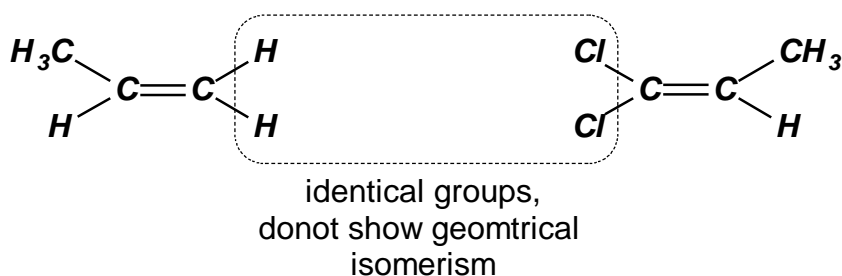 H₃C H Cl CH₃
C C C C
H H Cl H
identical groups,
donot show geomtrical
isomerism